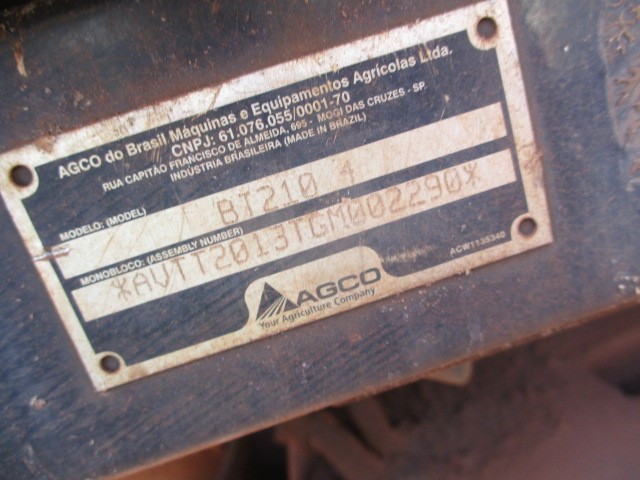 AGCO do Brasil Máquinas e Equipamentos Agrícolas Ltda.
CNPJ: 61.076.055/0001-70
RUA CAPITÃO FRANCISCO DE ALMEIDA, 695 - MOGI DAS CRUZES - SP.
INDÚSTRIA BRASILEIRA (MADE IN BRAZIL)
MODELO: (MODEL) BT210 4
MONOBLOCO: (ASSEMBLY NUMBER) *AVTT2013TGM002290*
ACW1135340
AGCO
Your Agriculture Company